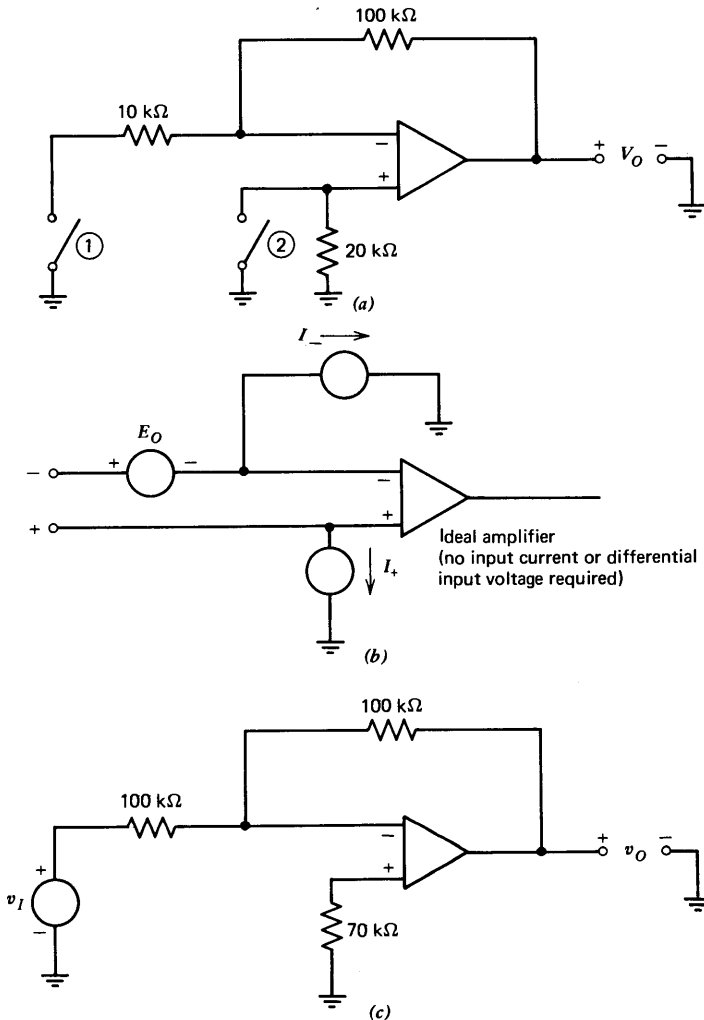 100 kΩ
10 kΩ
−
+
+ V_O −
①
②
20 kΩ
(a)
I_−
E_O
+ −
−
−
+
+
Ideal amplifier
(no input current or differential
input voltage required)
I_+
(b)
100 kΩ
100 kΩ
−
+
+ v_O −
+
v_I
−
70 kΩ
(c)